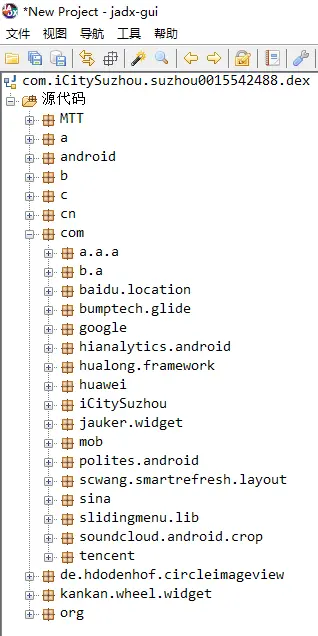 *New Project - jadx-gui
文件 视图 导航 工具 帮助
com.iCitySuzhou.suzhou0015542488.dex
源代码
MTT
a
android
b
c
cn
com
a.a.a
b.a
baidu.location
bumptech.glide
google
hianalytics.android
hualong.framework
huawei
iCitySuzhou
jauker.widget
mob
polites.android
scwang.smartrefresh.layout
sina
slidingmenu.lib
soundcloud.android.crop
tencent
de.hdodenhof.circleimageview
kankan.wheel.widget
org